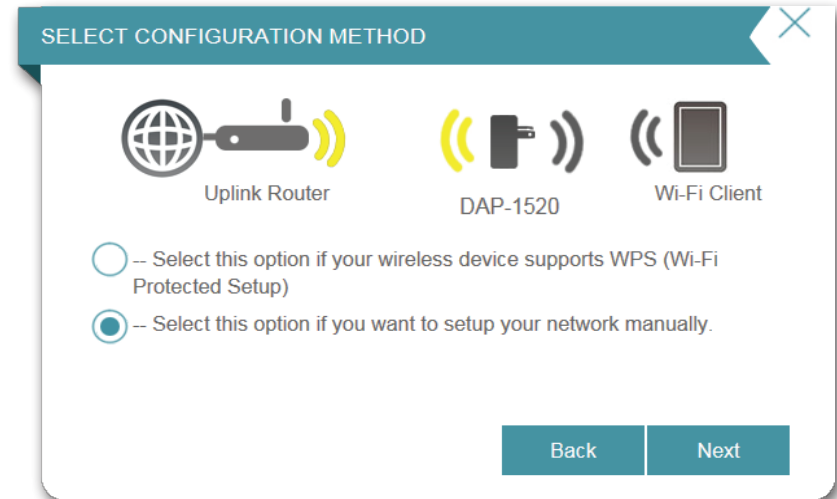 SELECT CONFIGURATION METHOD
Uplink Router
DAP-1520
Wi-Fi Client
-- Select this option if your wireless device supports WPS (Wi-Fi
Protected Setup)
-- Select this option if you want to setup your network manually.
Back
Next